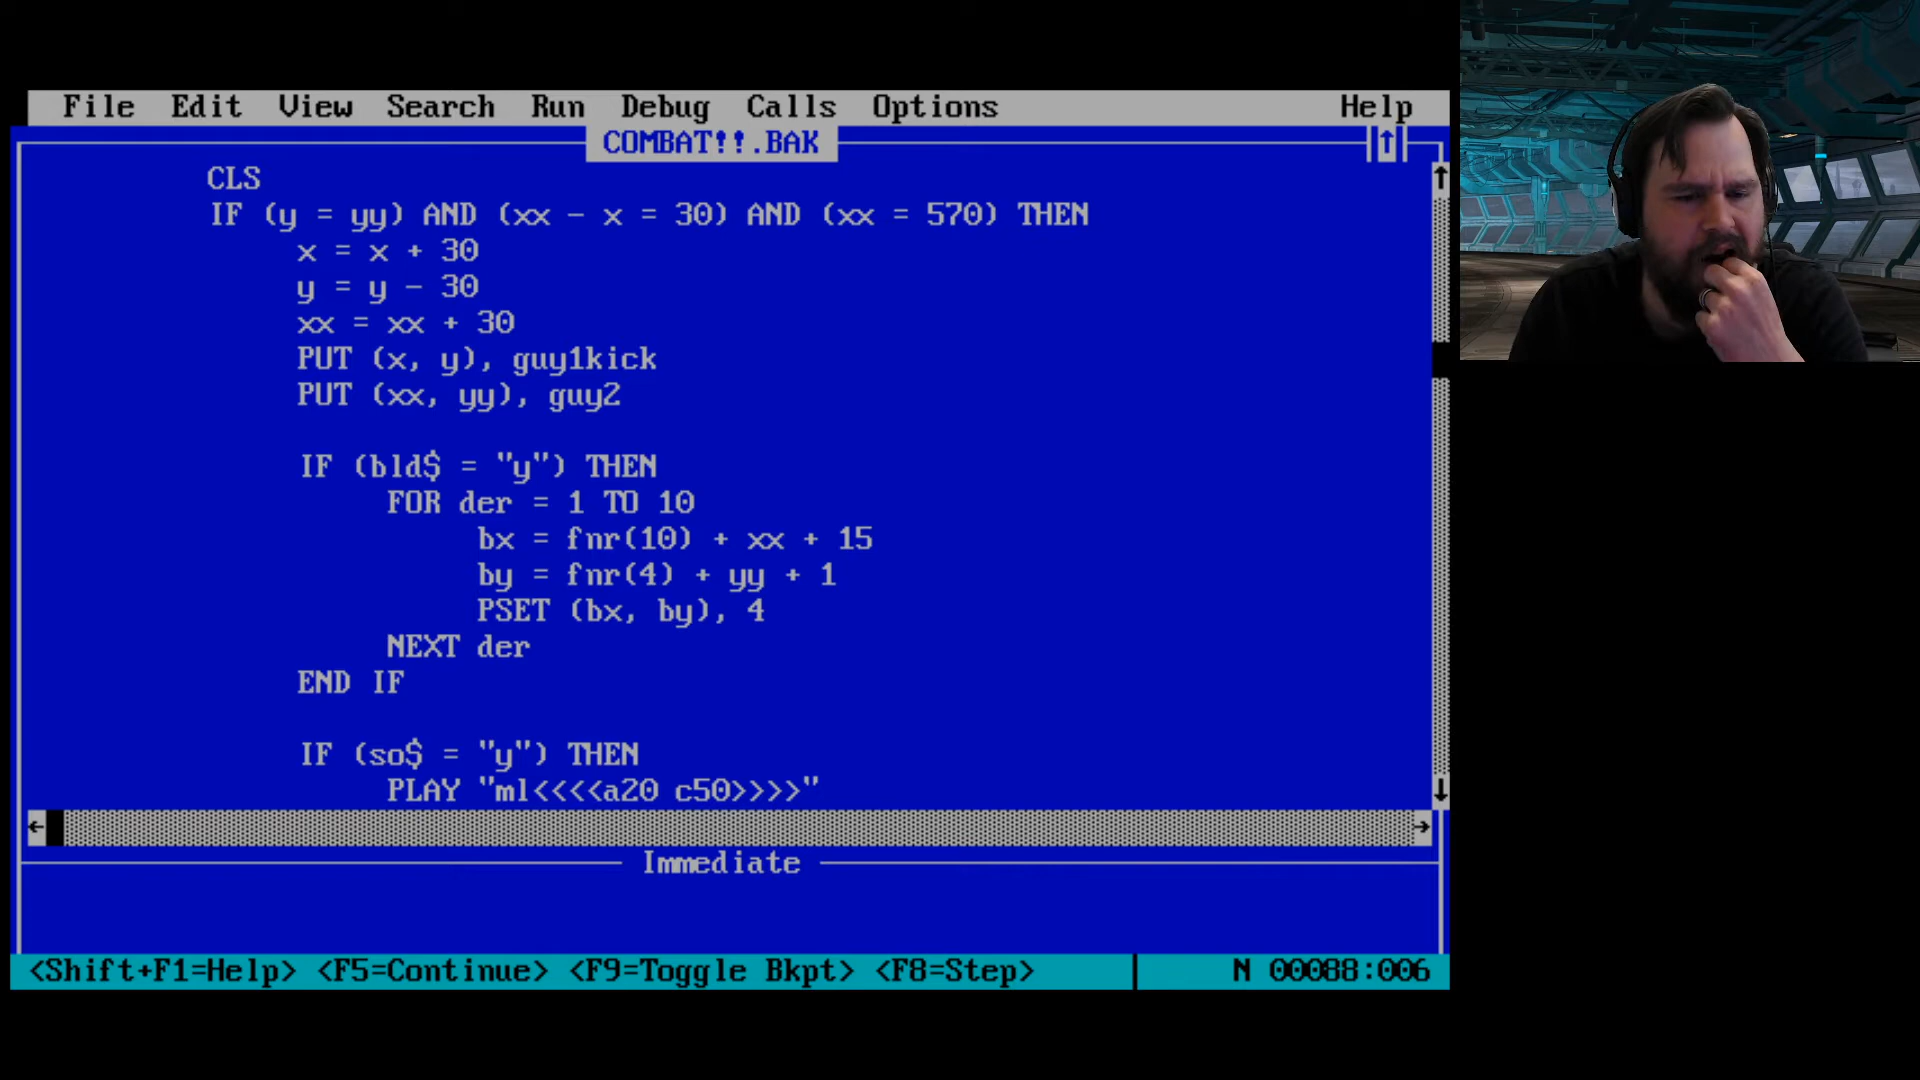 File Edit View Search Run Debug Calls Options Help
COMBAT!!.BAK
CLS
IF (y = yy) AND (xx - x = 30) AND (xx = 570) THEN
x = x + 30
y = y - 30
xx = xx + 30
PUT (x, y), guy1kick
PUT (xx, yy), guy2
IF (bld$ = "y") THEN
FOR der = 1 TO 10
bx = fnr(10) + xx + 15
by = fnr(4) + yy + 1
PSET (bx, by), 4
NEXT der
END IF
IF (so$ = "y") THEN
PLAY "ml<<<<a20 c50>>>>"
Immediate
<Shift+F1=Help> <F5=Continue> <F9=Toggle Bkpt> <F8=Step> N 00088:006